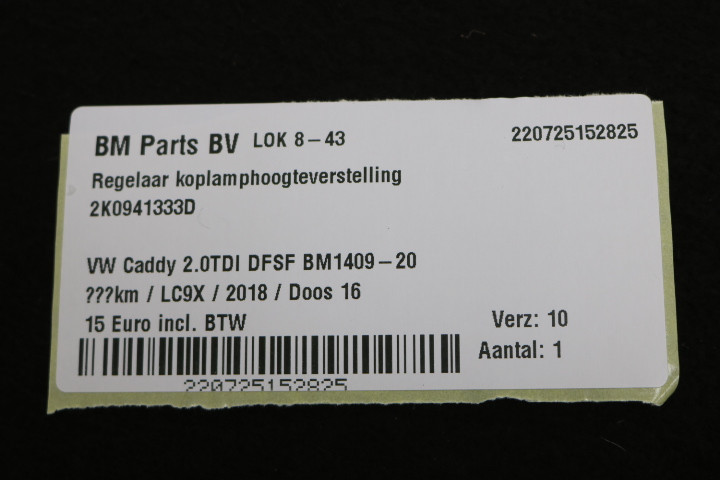 BM Parts BV LOK 8-43 220725152825
Regelaar koplamphoogteverstelling
2K0941333D
VW Caddy 2.0TDI DFSF BM1409-20
???km / LC9X / 2018 / Doos 16
15 Euro incl. BTW Verz: 10
Aantal: 1
220725152825